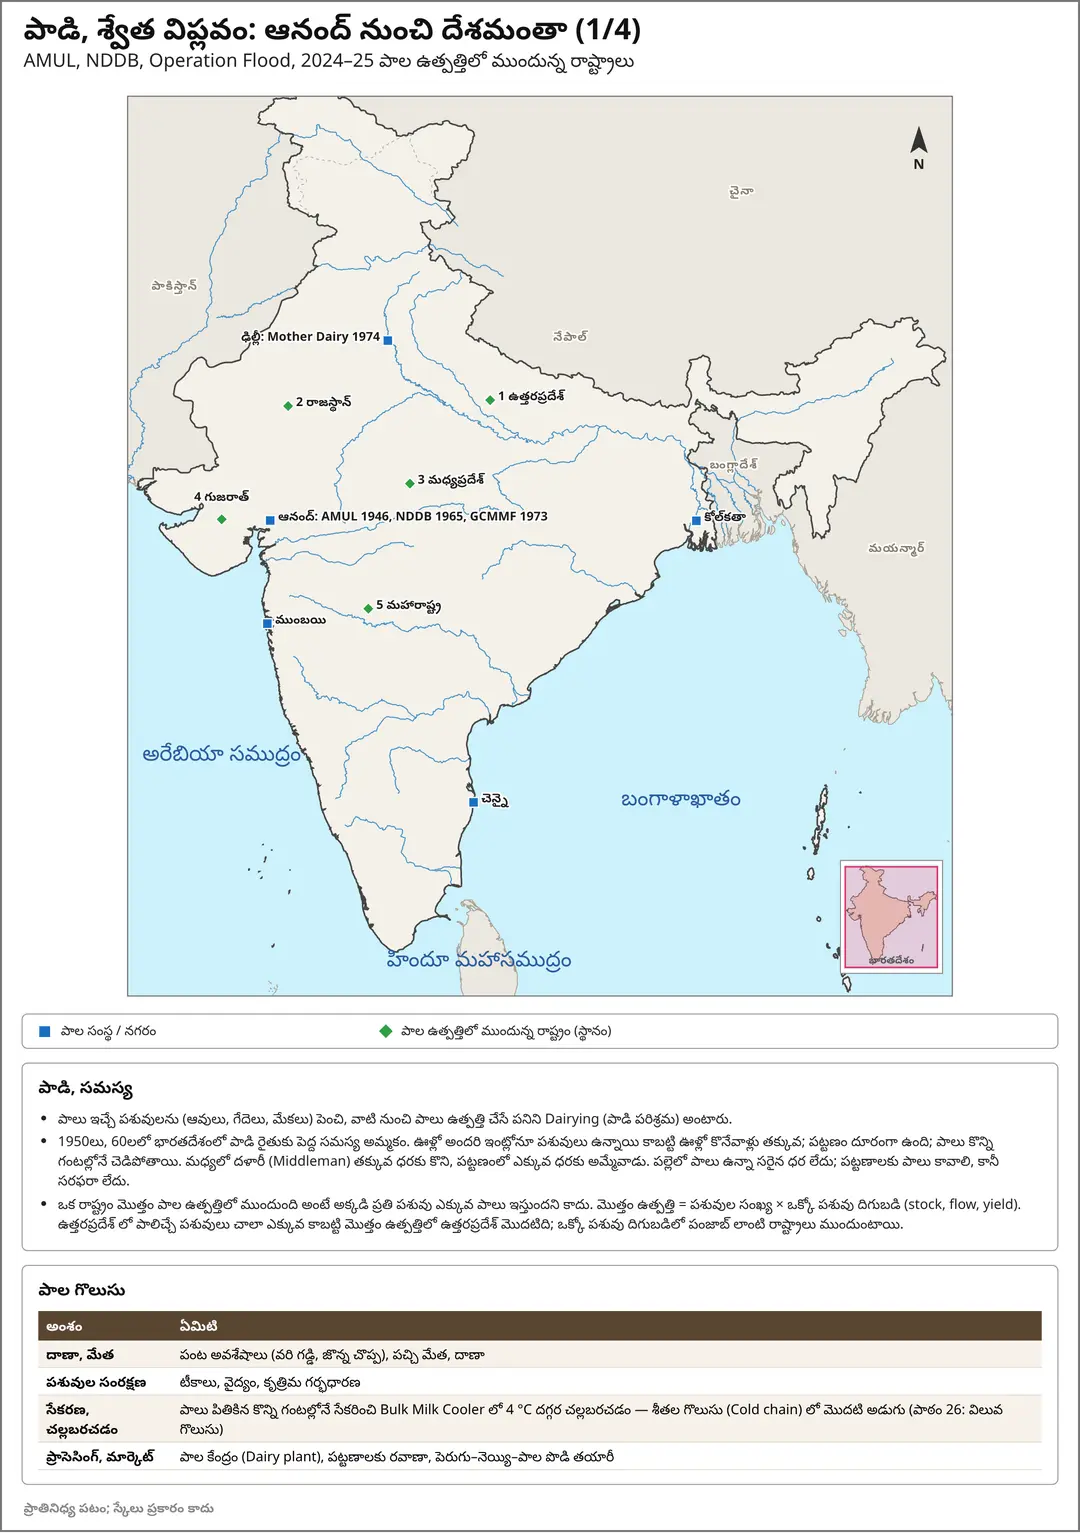 పాడి, శ్వేత విప్లవం: ఆనంద్ నుంచి దేశమంతా (1/4)
AMUL, NDDB, Operation Flood, 2024–25 పాల ఉత్పత్తిలో ముందున్న రాష్ట్రాలు
N
చైనా
పాకిస్తాన్
నేపాల్
ఢిల్లీ: Mother Dairy 1974
2 రాజస్థాన్
1 ఉత్తరప్రదేశ్
బంగ్లాదేశ్
3 మధ్యప్రదేశ్
4 గుజరాత్
ఆనంద్: AMUL 1946, NDDB 1965, GCMMF 1973
కోల్‌కతా
మయన్మార్
5 మహారాష్ట్ర
ముంబయి
అరేబియా సముద్రం
బంగాళాఖాతం
చెన్నై
హిందూ మహాసముద్రం
భారతదేశం
పాల సంస్థ / నగరం
పాల ఉత్పత్తిలో ముందున్న రాష్ట్రం (స్థానం)
పాడి, సమస్య
• పాలు ఇచ్చే పశువులను (ఆవులు, గేదెలు, మేకలు) పెంచి, వాటి నుంచి పాలు ఉత్పత్తి చేసే పనిని Dairying (పాడి పరిశ్రమ) అంటారు.
• 1950లు, 60లలో భారతదేశంలో పాడి రైతుకు పెద్ద సమస్య అమ్మకం. ఊళ్లో అందరి ఇంట్లోనూ పశువులు ఉన్నాయి కాబట్టి ఊళ్లో కొనేవాళ్లు తక్కువ; పట్టణం దూరంగా ఉంది; పాలు కొన్ని
గంటల్లోనే చెడిపోతాయి. మధ్యలో దళారీ (Middleman) తక్కువ ధరకు కొని, పట్టణంలో ఎక్కువ ధరకు అమ్మేవాడు. పల్లెలో పాలు ఉన్నా సరైన ధర లేదు; పట్టణాలకు పాలు కావాలి, కానీ
సరఫరా లేదు.
• ఒక రాష్ట్రం మొత్తం పాల ఉత్పత్తిలో ముందుంది అంటే అక్కడి ప్రతి పశువు ఎక్కువ పాలు ఇస్తుందని కాదు. మొత్తం ఉత్పత్తి = పశువుల సంఖ్య × ఒక్కో పశువు దిగుబడి (stock, flow, yield).
ఉత్తరప్రదేశ్ లో పాలిచ్చే పశువులు చాలా ఎక్కువ కాబట్టి మొత్తం ఉత్పత్తిలో ఉత్తరప్రదేశ్ మొదటిది; ఒక్కో పశువు దిగుబడిలో పంజాబ్ లాంటి రాష్ట్రాలు ముందుంటాయి.
పాల గొలుసు
అంశం ఏమిటి
దాణా, మేత పంట అవశేషాలు (వరి గడ్డి, జొన్న చొప్ప), పచ్చి మేత, దాణా
పశువుల సంరక్షణ టీకాలు, వైద్యం, కృత్రిమ గర్భధారణ
సేకరణ, చల్లబరచడం పాలు పితికిన కొన్ని గంటల్లోనే సేకరించి Bulk Milk Cooler లో 4 °C దగ్గర చల్లబరచడం — శీతల గొలుసు (Cold chain) లో మొదటి అడుగు (పాఠం 26: విలువ
గొలుసు)
ప్రాసెసింగ్, మార్కెట్ పాల కేంద్రం (Dairy plant), పట్టణాలకు రవాణా, పెరుగు–నెయ్యి–పాల పొడి తయారీ
ప్రాతినిధ్య పటం; స్కేలు ప్రకారం కాదు